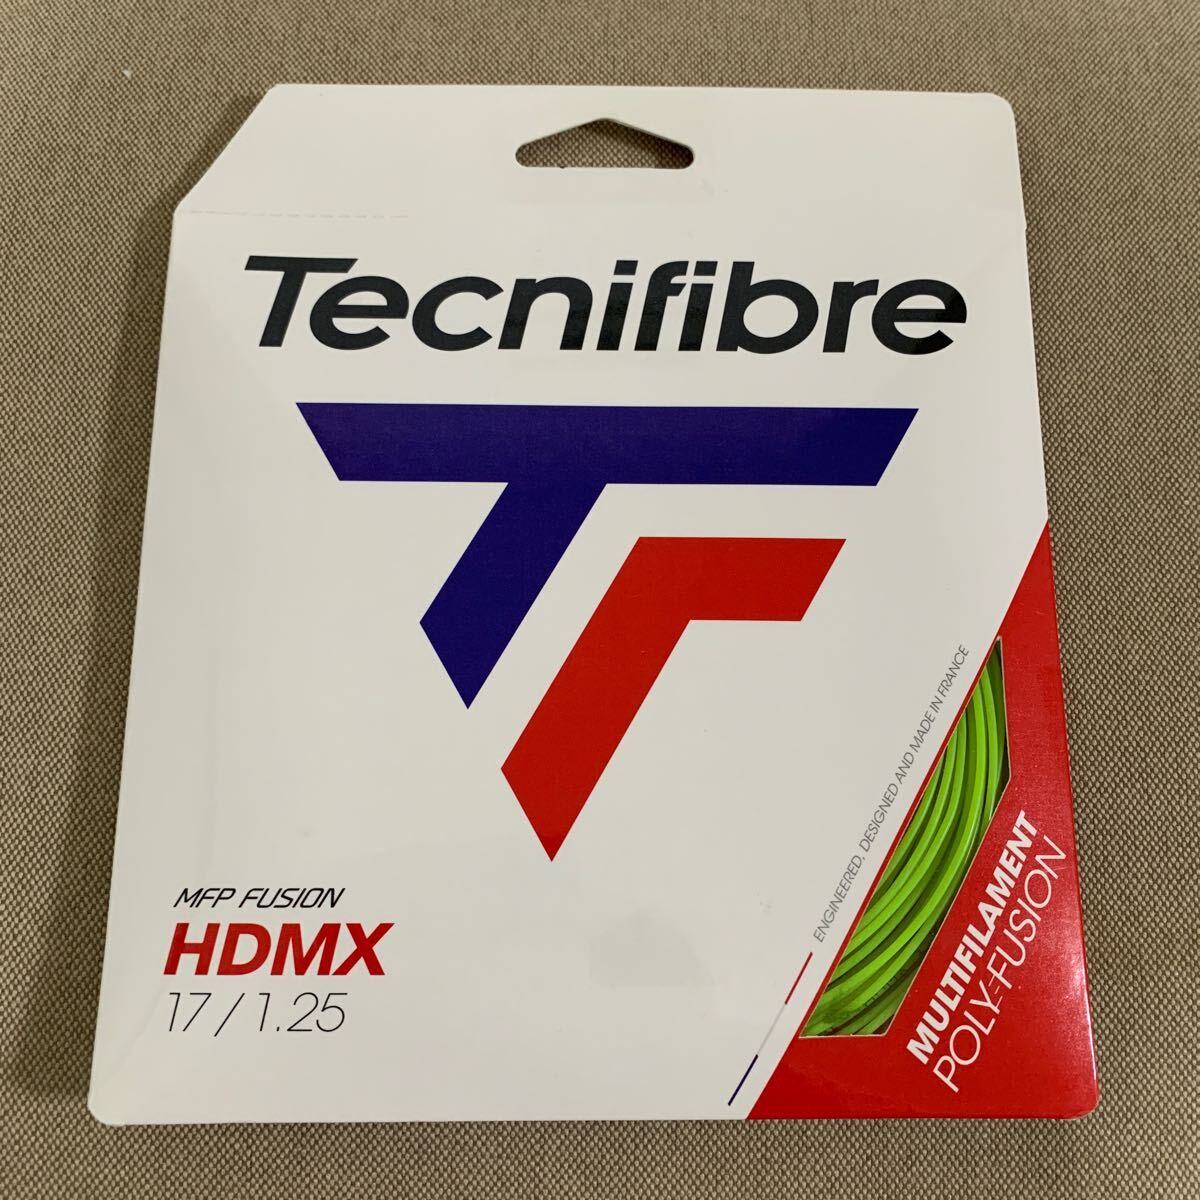 Tecnifibre
MFP FUSION
HDMX
17 / 1.25
ENGINEERED, DESIGNED AND MADE IN FRANCE
MULTIFILAMENT
POLY-FUSION